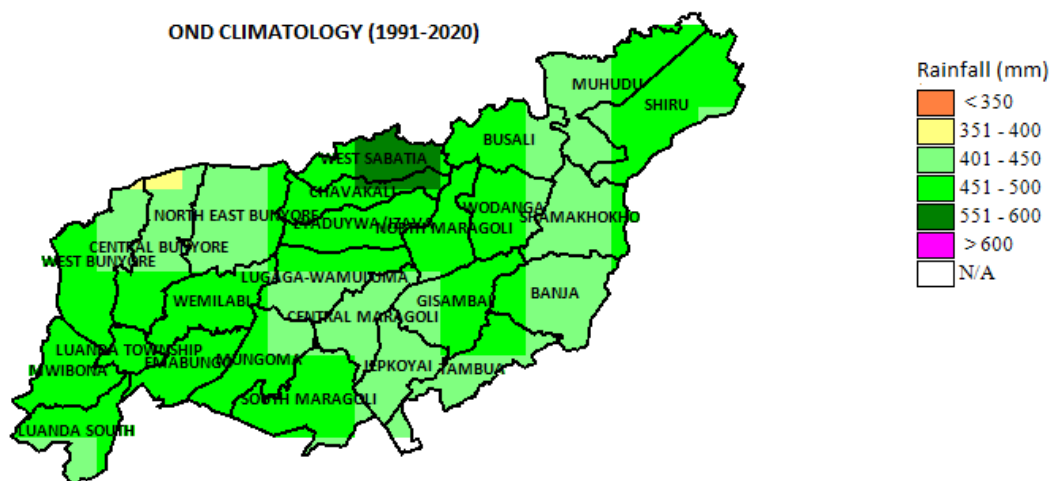 OND CLIMATOLOGY (1991-2020)
Rainfall (mm)
<350
351 - 400
401 - 450
451 - 500
551 - 600
>600
N/A
MUHUDU
SHIRU
BUSALI
WEST SABATIA
CHAVAKALI
WODANGA
NORTH EAST BUNYORE
SHAMAKHOKHO
LYADUYWA/IZAVA
NORTH MARAGOLI
CENTRAL BUNYORE
WEST BUNYORE
LUGAGA-WAMULUMA
BANJA
WEMILABI
GISAMBAI
CENTRAL MARAGOLI
LUANDA TOWNSHIP
EMABUNGO
MUNGOMA
JEPKOYAI
TAMBUA
MWIBONA
SOUTH MARAGOLI
LUANDA SOUTH